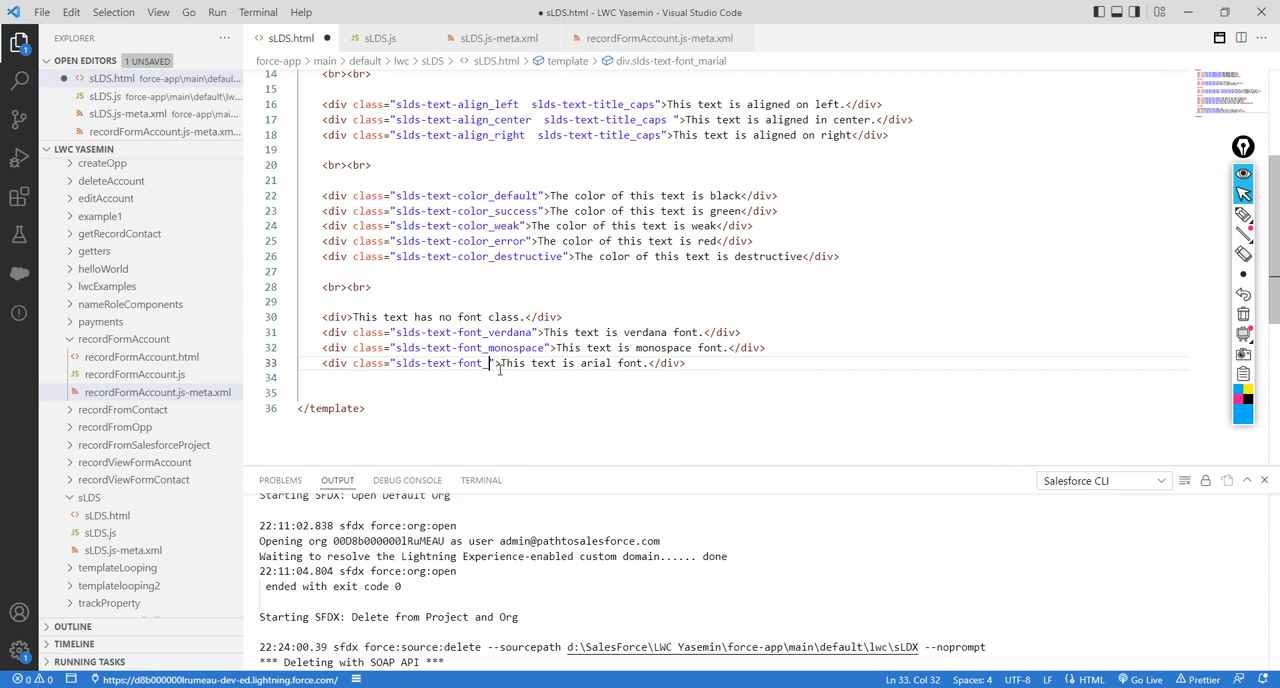 File Edit Selection View Go Run Terminal Help
● sLDS.html - LWC Yasemin - Visual Studio Code
EXPLORER
OPEN EDITORS 1 UNSAVED
sLDS.html force-app\main\defaul...
JS sLDS.js force-app\main\default\lw...
sLDS.js-meta.xml force-app\mai...
recordFormAccount.js-meta.xm...
LWC YASEMIN
createOpp
deleteAccount
editAccount
example1
getRecordContact
getters
helloWorld
lwcExamples
nameRoleComponents
payments
recordFormAccount
recordFormAccount.html
JS recordFormAccount.js
recordFormAccount.js-meta.xml
recordFromContact
recordFromOpp
recordFromSalesforceProject
recordViewFormAccount
recordViewFormContact
sLDS
sLDS.html
JS sLDS.js
sLDS.js-meta.xml
templateLooping
templatelooping2
trackProperty
OUTLINE
TIMELINE
RUNNING TASKS
sLDS.html ● JS sLDS.js sLDS.js-meta.xml recordFormAccount.js-meta.xml
force-app > main > default > lwc > sLDS > sLDS.html > template > div.slds-text-font_marial
14 <br><br>
15
16 <div class="slds-text-align_left  slds-text-title_caps">This text is aligned on left.</div>
17 <div class="slds-text-align_center  slds-text-title_caps ">This text is aligned in center.</div>
18 <div class="slds-text-align_right  slds-text-title_caps">This text is aligned on right</div>
19
20 <br><br>
21
22 <div class="slds-text-color_default">The color of this text is black</div>
23 <div class="slds-text-color_success">The color of this text is green</div>
24 <div class="slds-text-color_weak">The color of this text is weak</div>
25 <div class="slds-text-color_error">The color of this text is red</div>
26 <div class="slds-text-color_destructive">The color of this text is destructive</div>
27
28 <br><br>
29
30 <div>This text has no font class.</div>
31 <div class="slds-text-font_verdana">This text is verdana font.</div>
32 <div class="slds-text-font_monospace">This text is monospace font.</div>
33 <div class="slds-text-font_">This text is arial font.</div>
34
35
36 </template>
PROBLEMS OUTPUT DEBUG CONSOLE TERMINAL
Salesforce CLI
Starting SFDX: Open Default Org
22:11:02.838 sfdx force:org:open
Opening org 00D8b000000lRuMEAU as user admin@pathtosalesforce.com
Waiting to resolve the Lightning Experience-enabled custom domain...... done
22:11:04.804 sfdx force:org:open
ended with exit code 0
Starting SFDX: Delete from Project and Org
22:24:00.39 sfdx force:source:delete --sourcepath d:\SalesForce\LWC Yasemin\force-app\main\default\lwc\sLDX --noprompt
*** Deleting with SOAP API ***
0 0 https://d8b000000lrumeau-dev-ed.lightning.force.com/
Ln 33, Col 32 Spaces: 4 UTF-8 LF HTML Go Live Prettier